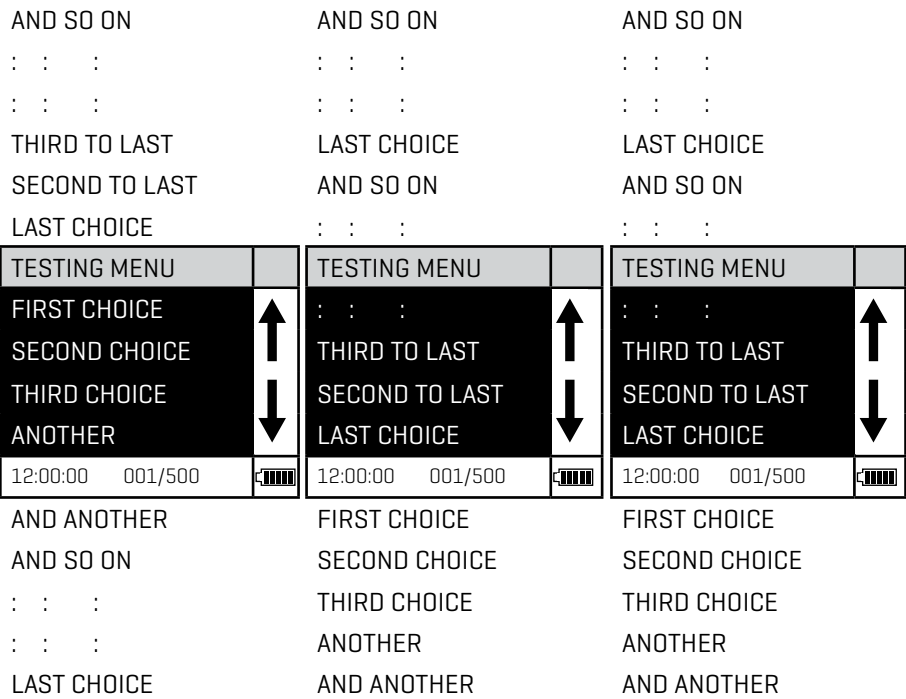 AND SO ON
: : :
: : :
THIRD TO LAST
SECOND TO LAST
LAST CHOICE
TESTING MENU
FIRST CHOICE
SECOND CHOICE
THIRD CHOICE
ANOTHER
12:00:00 001/500
AND ANOTHER
AND SO ON
: : :
: : :
LAST CHOICE
AND SO ON
: : :
: : :
LAST CHOICE
AND SO ON
: : :
TESTING MENU
: : :
THIRD TO LAST
SECOND TO LAST
LAST CHOICE
12:00:00 001/500
FIRST CHOICE
SECOND CHOICE
THIRD CHOICE
ANOTHER
AND ANOTHER
AND SO ON
: : :
: : :
LAST CHOICE
AND SO ON
: : :
TESTING MENU
: : :
THIRD TO LAST
SECOND TO LAST
LAST CHOICE
12:00:00 001/500
FIRST CHOICE
SECOND CHOICE
THIRD CHOICE
ANOTHER
AND ANOTHER